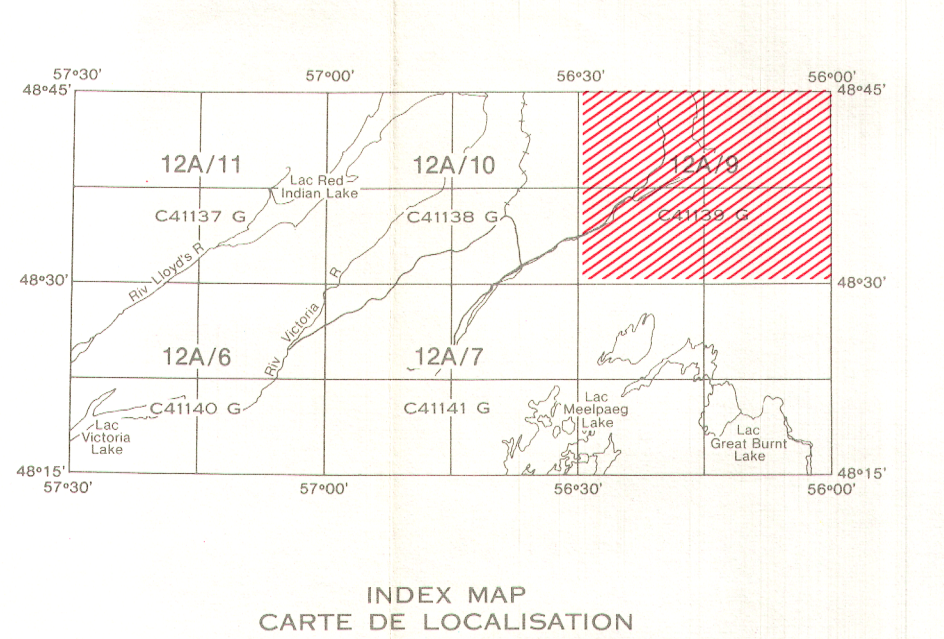 57°30' 57°00' 56°30' 56°00'
48°45' 48°45'
12A/11 12A/10 12A/9
Lac Red
Indian Lake
C41137 G C41138 G C41139 G
Riv Lloyd's R
48°30' 48°30'
Riv Victoria R
12A/6 12A/7
C41140 G C41141 G
Lac
Victoria
Lake
Lac
Meelpaeg
Lake
Lac
Great Burnt
Lake
48°15' 48°15'
57°30' 57°00' 56°30' 56°00'
INDEX MAP
CARTE DE LOCALISATION